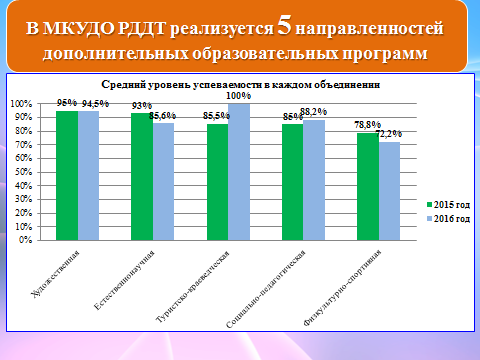 В МКУДО РДДТ реализуется 5 направленностей
дополнительных образовательных программ
Средний уровень успеваемости в каждом объединении
100%
90%
80%
70%
60%
50%
40%
30%
20%
10%
0%
95% 94,5%
93% 85,6%
85,5% 100%
85% 88,2%
78,8% 72,2%
Художественная
Естественнонаучная
Туристско-краеведческая
Социально-педагогическая
Физкультурно-спортивная
2015 год
2016 год